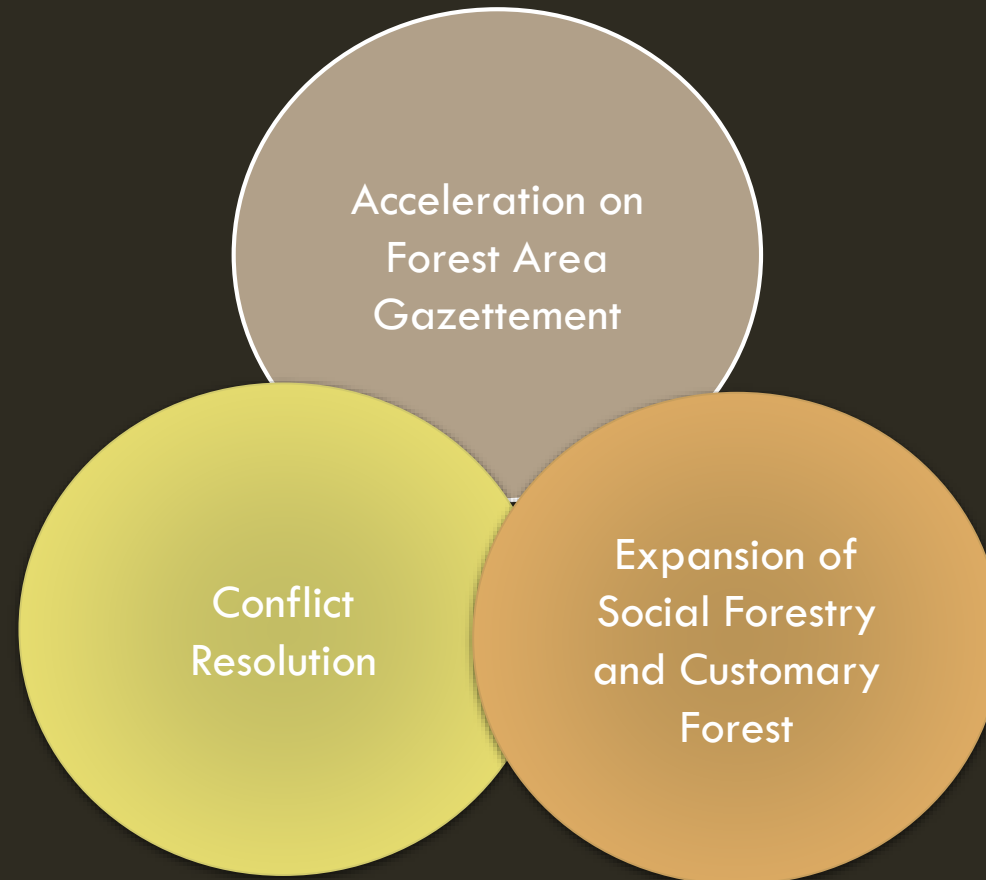 Acceleration on
Forest Area
Gazettement
Conflict
Resolution
Expansion of
Social Forestry
and Customary
Forest